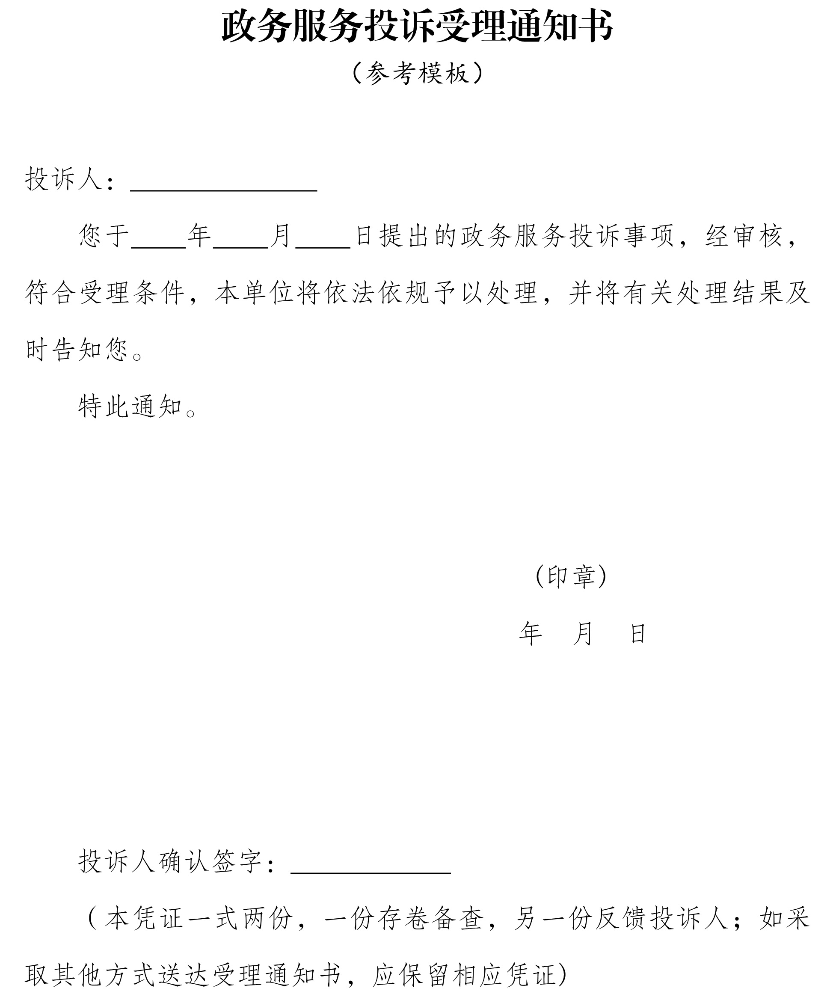 政务服务投诉受理通知书
（参考模板）
投诉人：______________
您于____年____月____日提出的政务服务投诉事项，经审核，
符合受理条件，本单位将依法依规予以处理，并将有关处理结果及
时告知您。
特此通知。
（印章）
年 月 日
投诉人确认签字：____________
（本凭证一式两份，一份存卷备查，另一份反馈投诉人；如采
取其他方式送达受理通知书，应保留相应凭证）